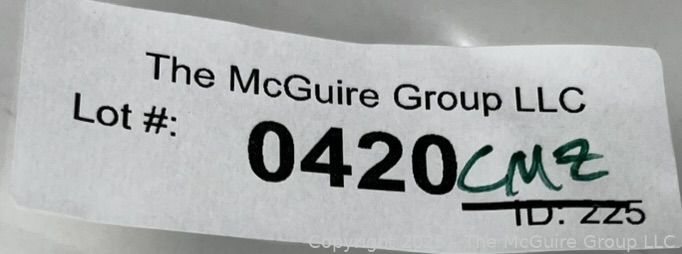 The McGuire Group LLC
Lot #: 0420 CMZ
ID: 225
Copyright 2025 The McGuire Group LLC